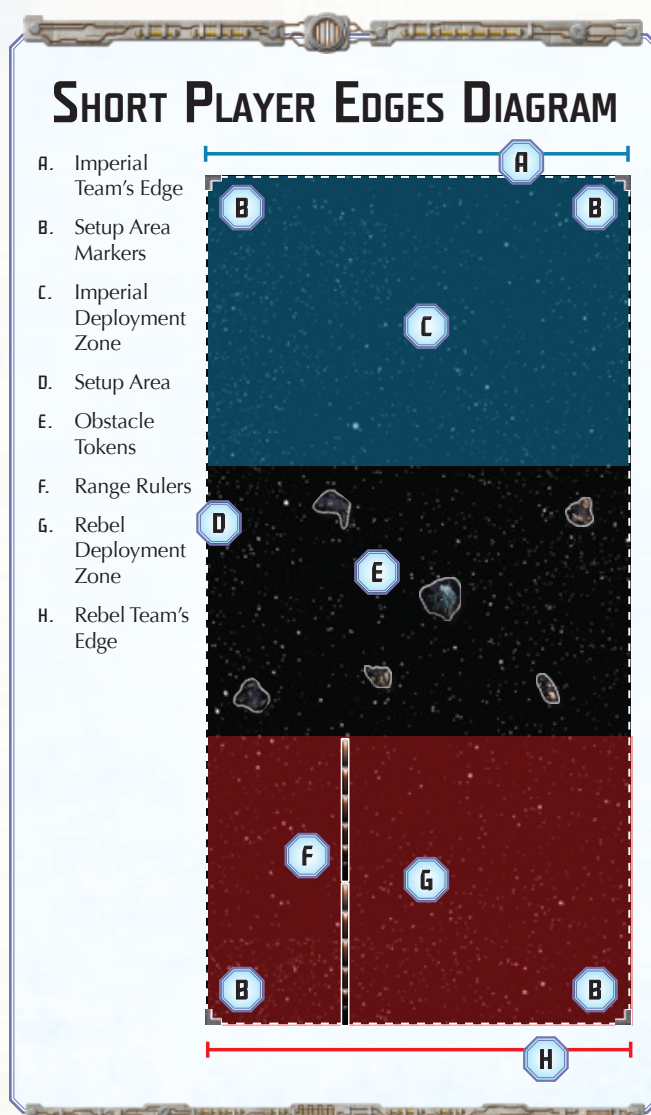 Short Player Edges Diagram
A. Imperial
Team's Edge
B. Setup Area
Markers
C. Imperial
Deployment
Zone
D. Setup Area
E. Obstacle
Tokens
F. Range Rulers
G. Rebel
Deployment
Zone
H. Rebel Team's
Edge
A
B B
C
D
E
F
G
B B
H